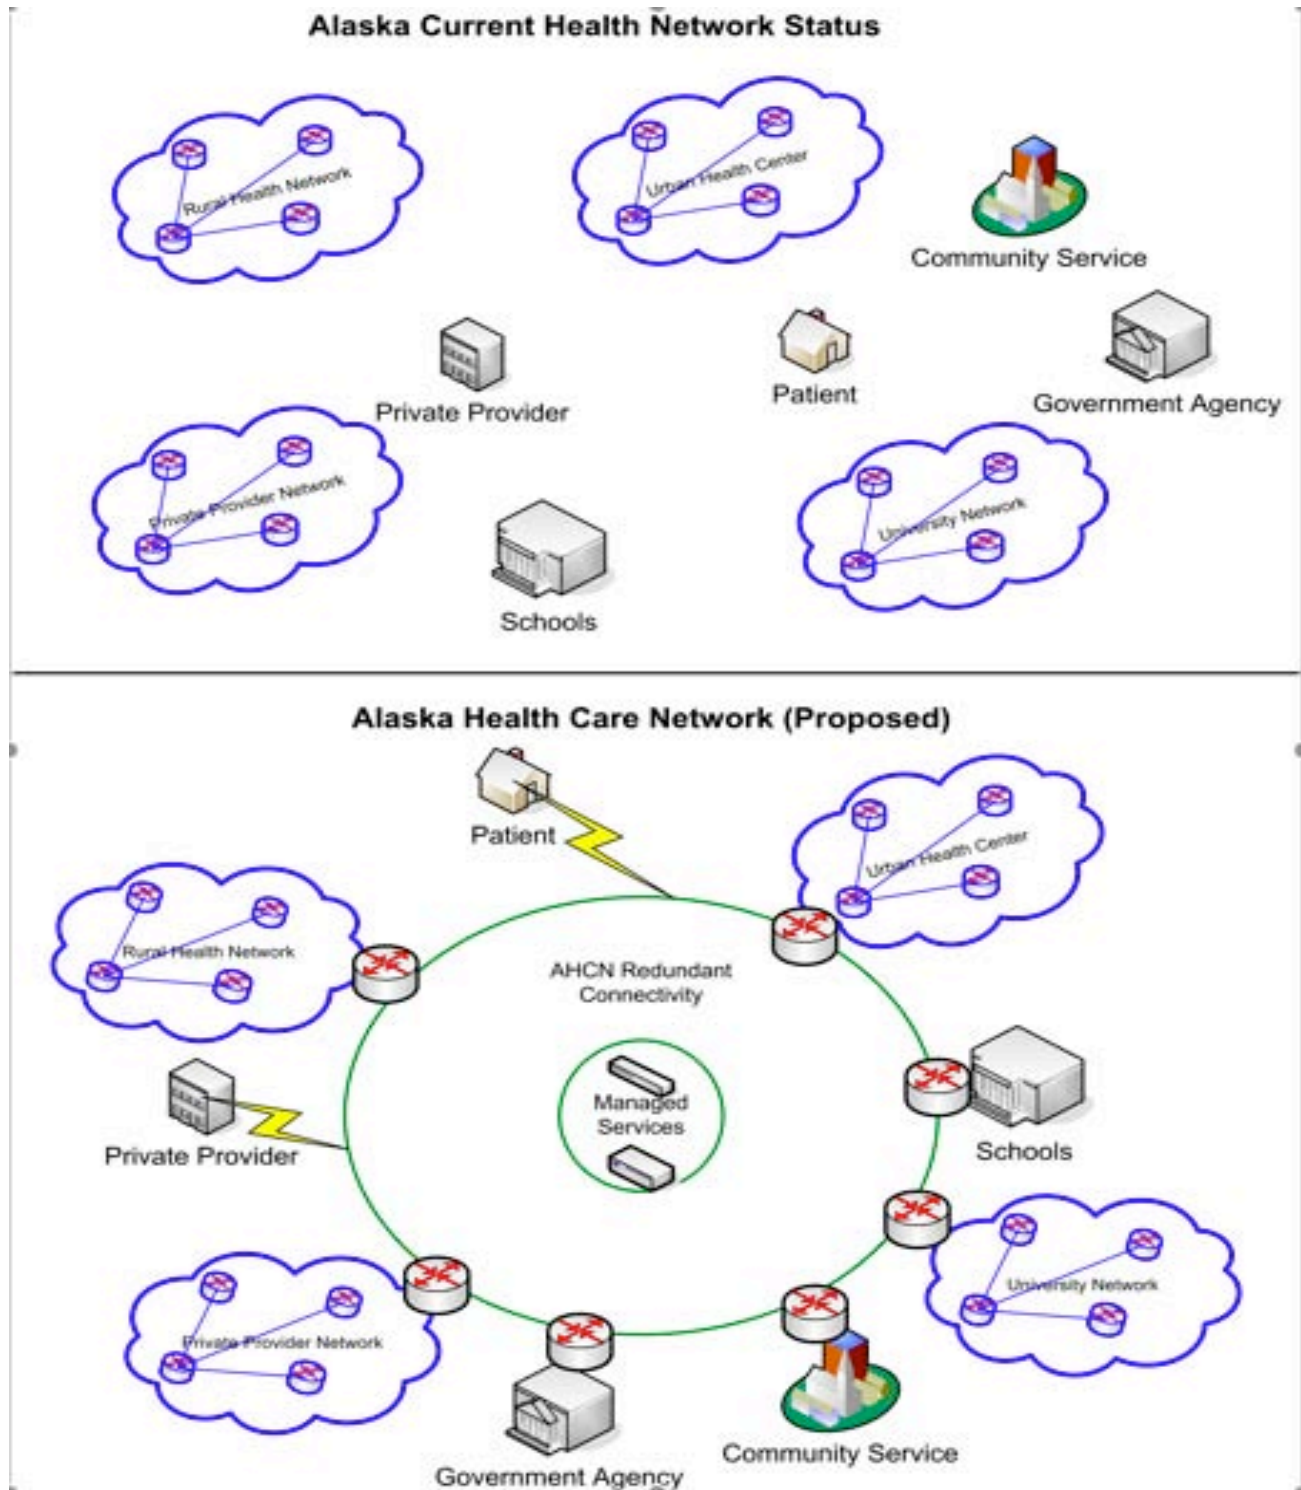 Alaska Current Health Network Status
Rural Health Network
Urban Health Center
Community Service
Private Provider
Patient
Government Agency
Private Provider Network
University Network
Schools
Alaska Health Care Network (Proposed)
Patient
Urban Health Center
Rural Health Network
AHCN Redundant
Connectivity
Managed
Services
Private Provider
Schools
University Network
Private Provider Network
Community Service
Government Agency